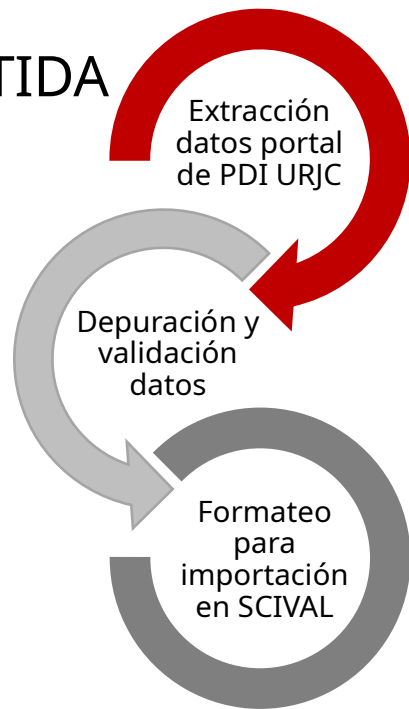 TIDA
Extracción
datos portal
de PDI URJC
Depuración y
validación
datos
Formateo
para
importación
en SCIVAL